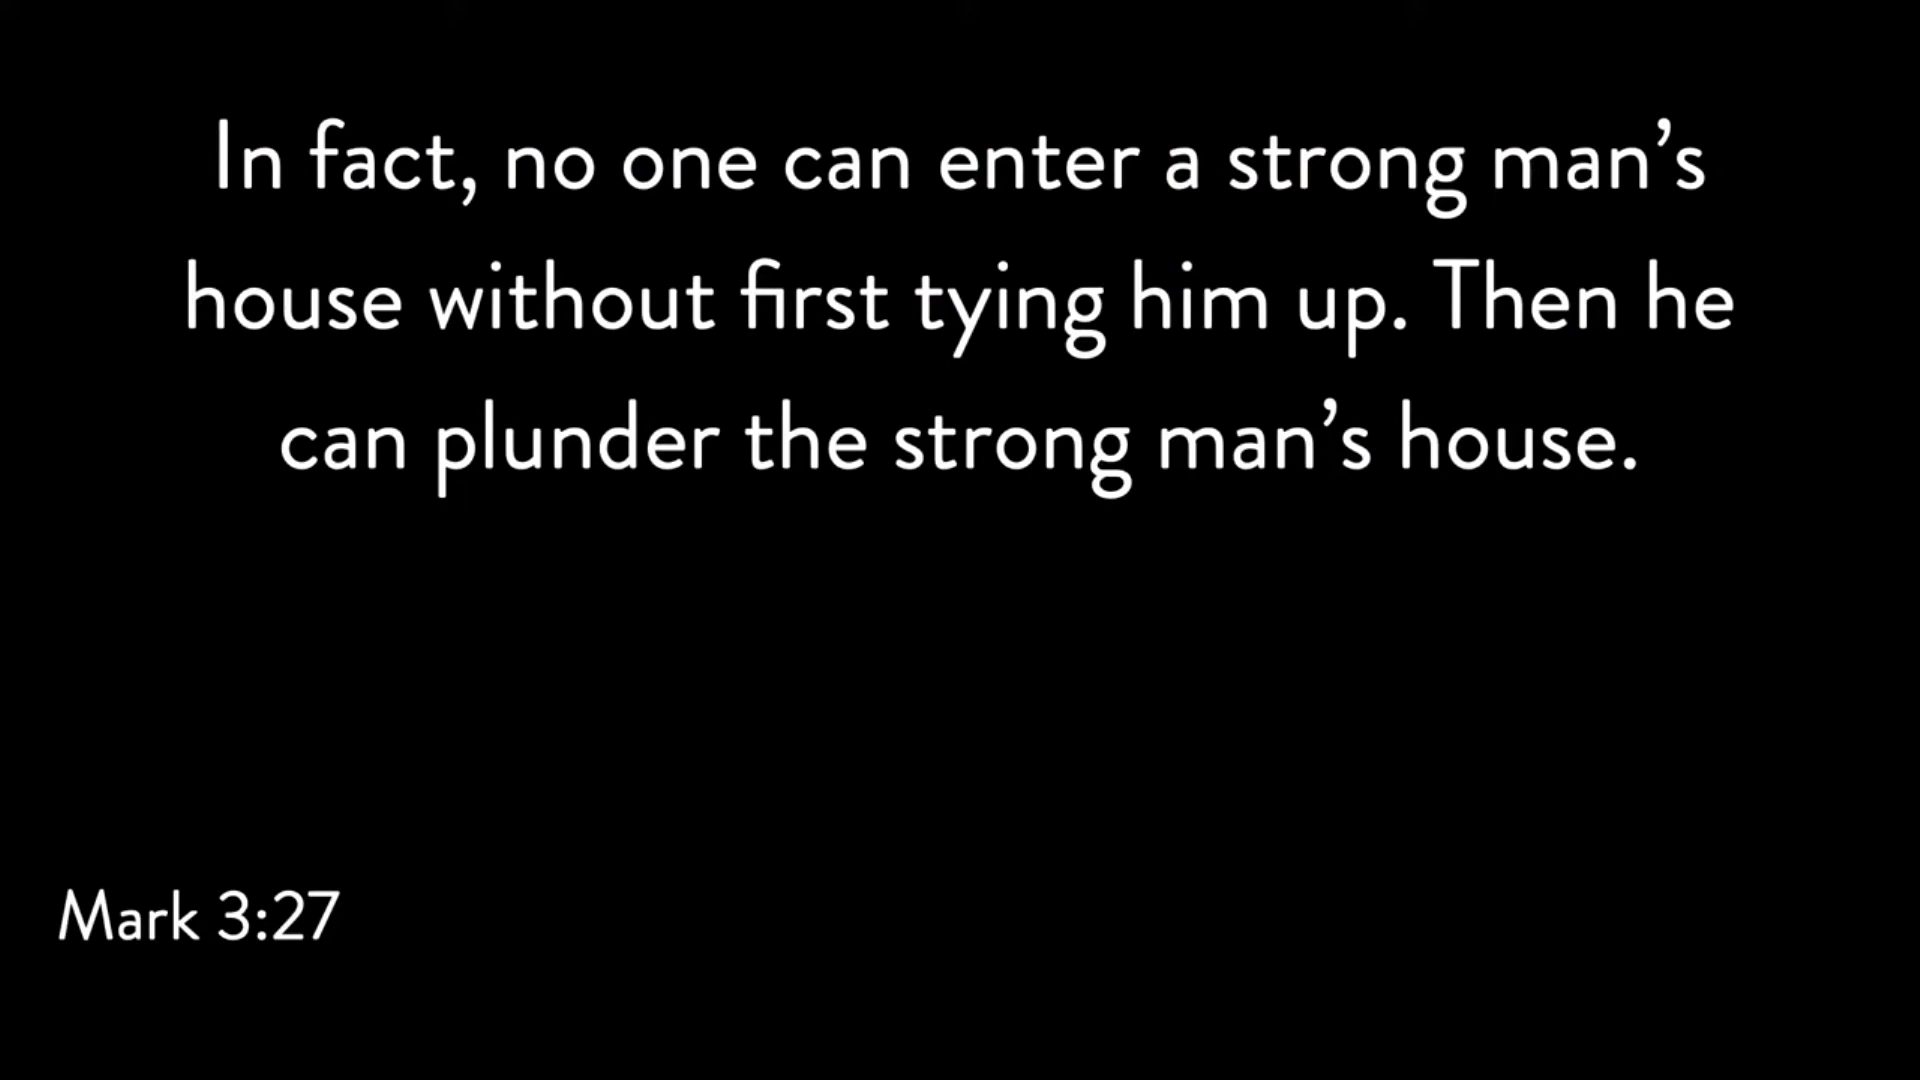 In fact, no one can enter a strong man’s
house without first tying him up. Then he
can plunder the strong man’s house.
Mark 3:27